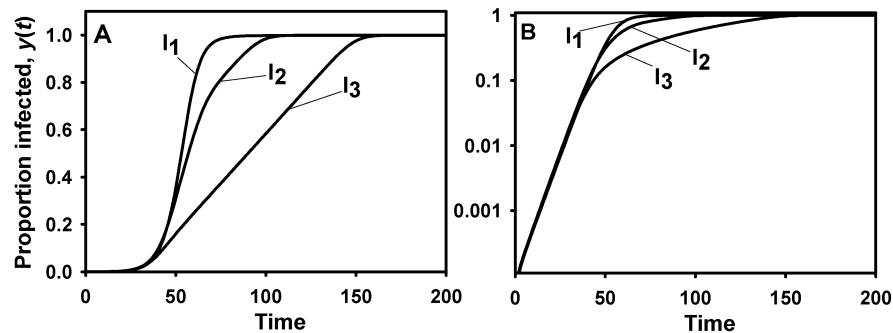 Proportion infected, y(t)
A
1.0
0.8
0.6
0.4
0.2
0.0
I1
I2
I3
0 50 100 150 200
Time
B
1
0.1
0.01
0.001
I1
I2
I3
0 50 100 150 200
Time